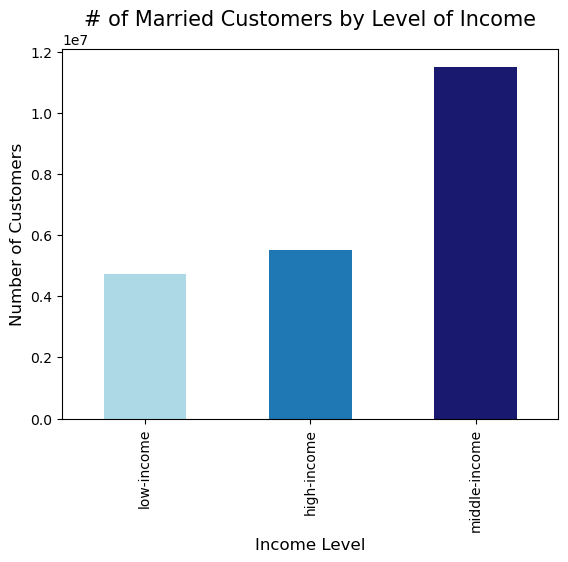 # of Married Customers by Level of Income
1e7
1.2
1.0
0.8
0.6
0.4
0.2
0.0
Number of Customers
low-income
high-income
middle-income
Income Level